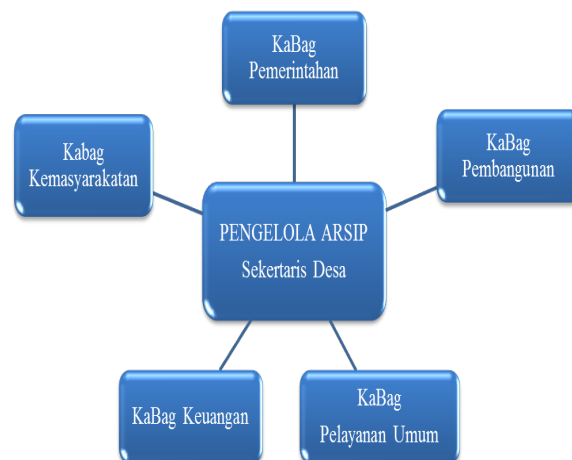 KaBag
Pemerintahan
Kabag
Kemasyarakatan
KaBag
Pembangunan
PENGELOLA ARSIP
Sekertaris Desa
KaBag Keuangan
KaBag
Pelayanan Umum